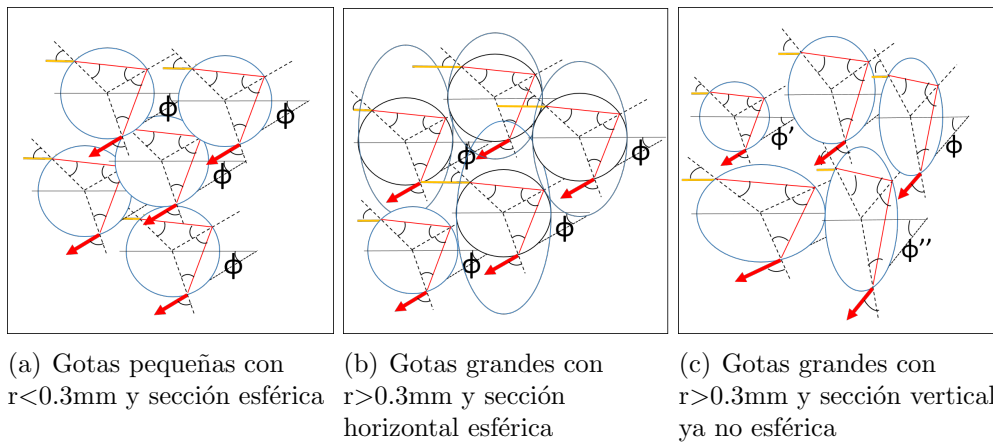 ϕ
ϕ
ϕ
ϕ
ϕ
ϕ
ϕ
ϕ
ϕ'
ϕ
ϕ''
(a) Gotas pequeñas con
r<0.3mm y sección esférica
(b) Gotas grandes con
r>0.3mm y sección
horizontal esférica
(c) Gotas grandes con
r>0.3mm y sección vertical
ya no esférica